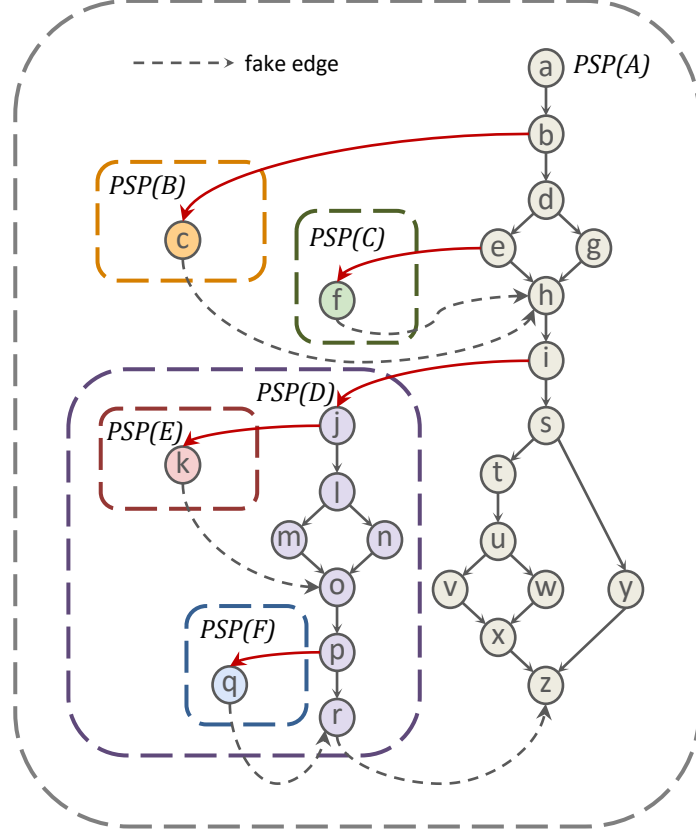 a PSP(A)
fake edge
b
PSP(B)
d
PSP(C)
c
e g
f h
i
PSP(D)
j s
PSP(E)
k t
l
m n u
o v w y
PSP(F)
p x
q z
r